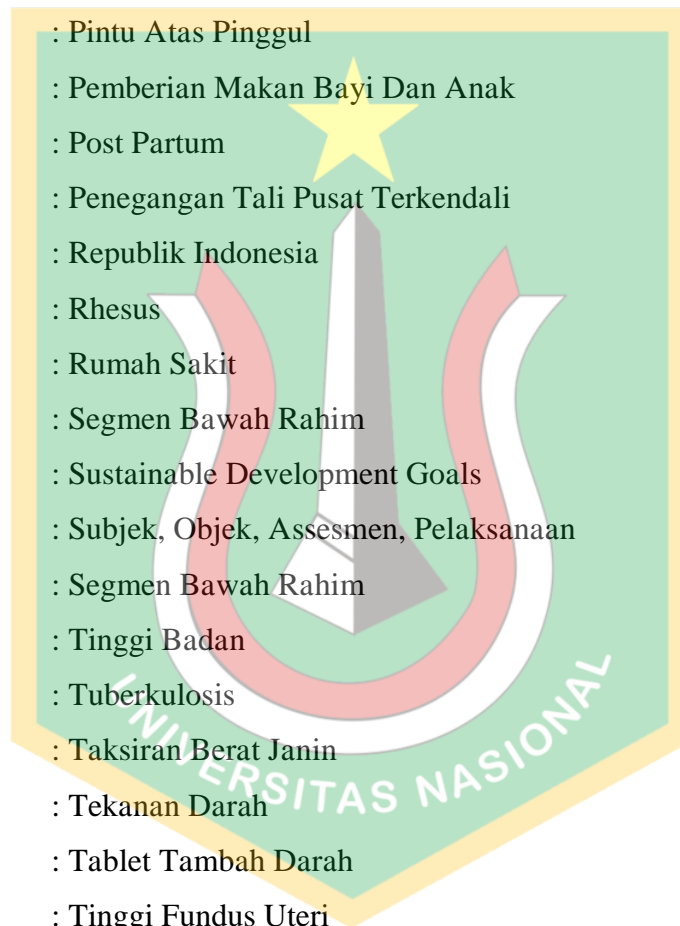 : Pintu Atas Pinggul
: Pemberian Makan Bayi Dan Anak
: Post Partum
: Penegangan Tali Pusat Terkendali
: Republik Indonesia
: Rhesus
: Rumah Sakit
: Segmen Bawah Rahim
: Sustainable Development Goals
: Subjek, Objek, Assesmen, Pelaksanaan
: Segmen Bawah Rahim
: Tinggi Badan
: Tuberkulosis
: Taksiran Berat Janin
: Tekanan Darah
: Tablet Tambah Darah
: Tinggi Fundus Uteri
UNIVERSITAS NASIONAL